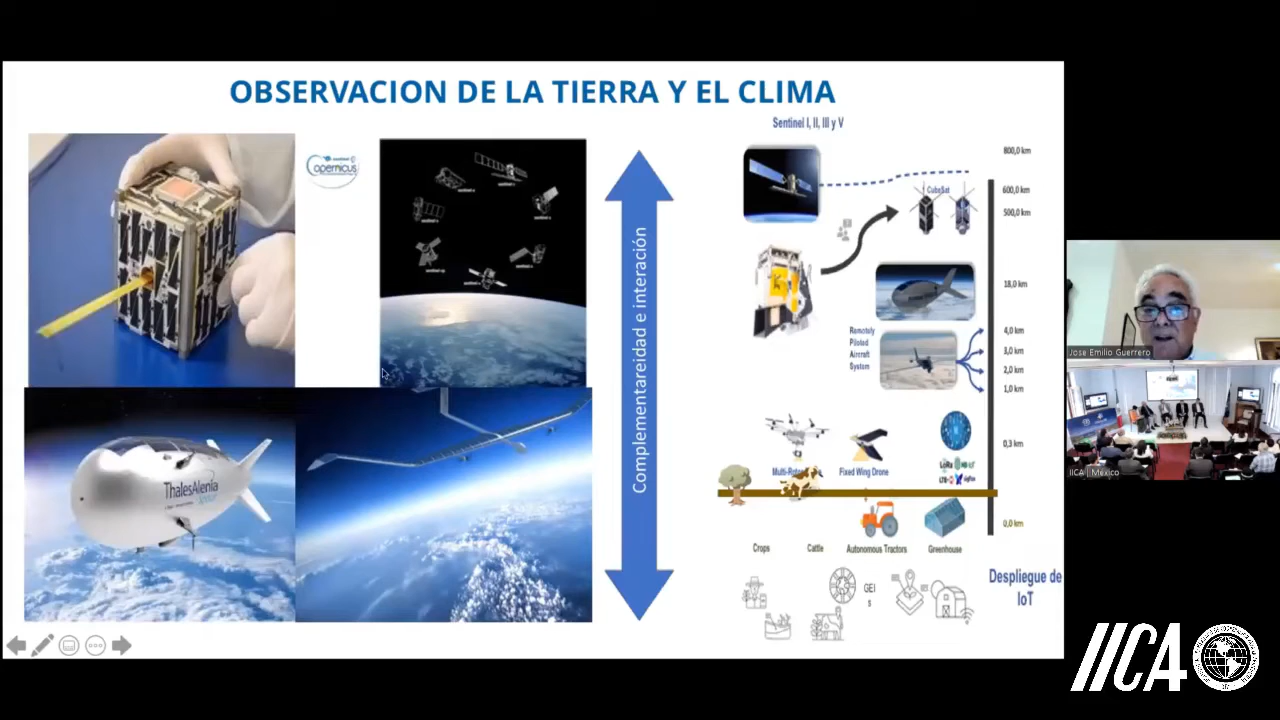 OBSERVACION DE LA TIERRA Y EL CLIMA
Sentinel I, II, III y V
opernicus
800,0 km
600,0 km
500,0 km
CubeSat
18,0 km
Remotely
Piloted
Aircraft
System
4,0 km
3,0 km
2,0 km
1,0 km
Complementareidad e interación
ThalesAlenia
Space
0,3 km
Multi-Rotor
Fixed Wing Drone
LoRa
LTE-M
sigfox
0,0 km
Crops
Cattle
Autonomous Tractors
Greenhouse
GEI
s
Despliegue de
IoT
Jose Emilio Guerrero
IICA | Mexico
IICA